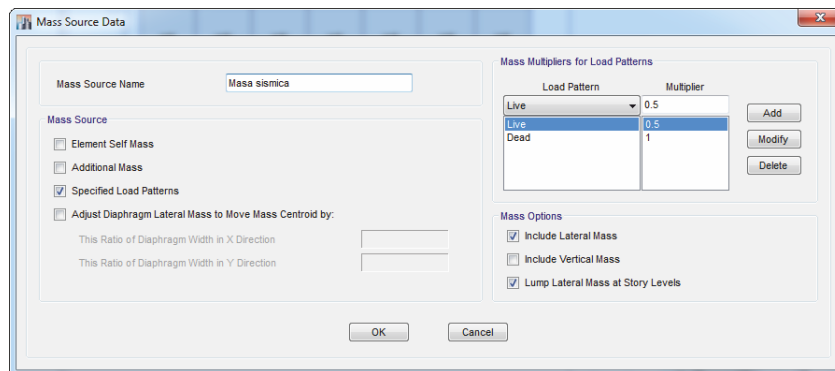 Mass Source Data
Mass Source Name
Masa sismica
Mass Source
Element Self Mass
Additional Mass
Specified Load Patterns
Adjust Diaphragm Lateral Mass to Move Mass Centroid by:
This Ratio of Diaphragm Width in X Direction
This Ratio of Diaphragm Width in Y Direction
Mass Multipliers for Load Patterns
Load Pattern Multiplier
Live 0.5
Live 0.5
Dead 1
Add
Modify
Delete
Mass Options
Include Lateral Mass
Include Vertical Mass
Lump Lateral Mass at Story Levels
OK Cancel